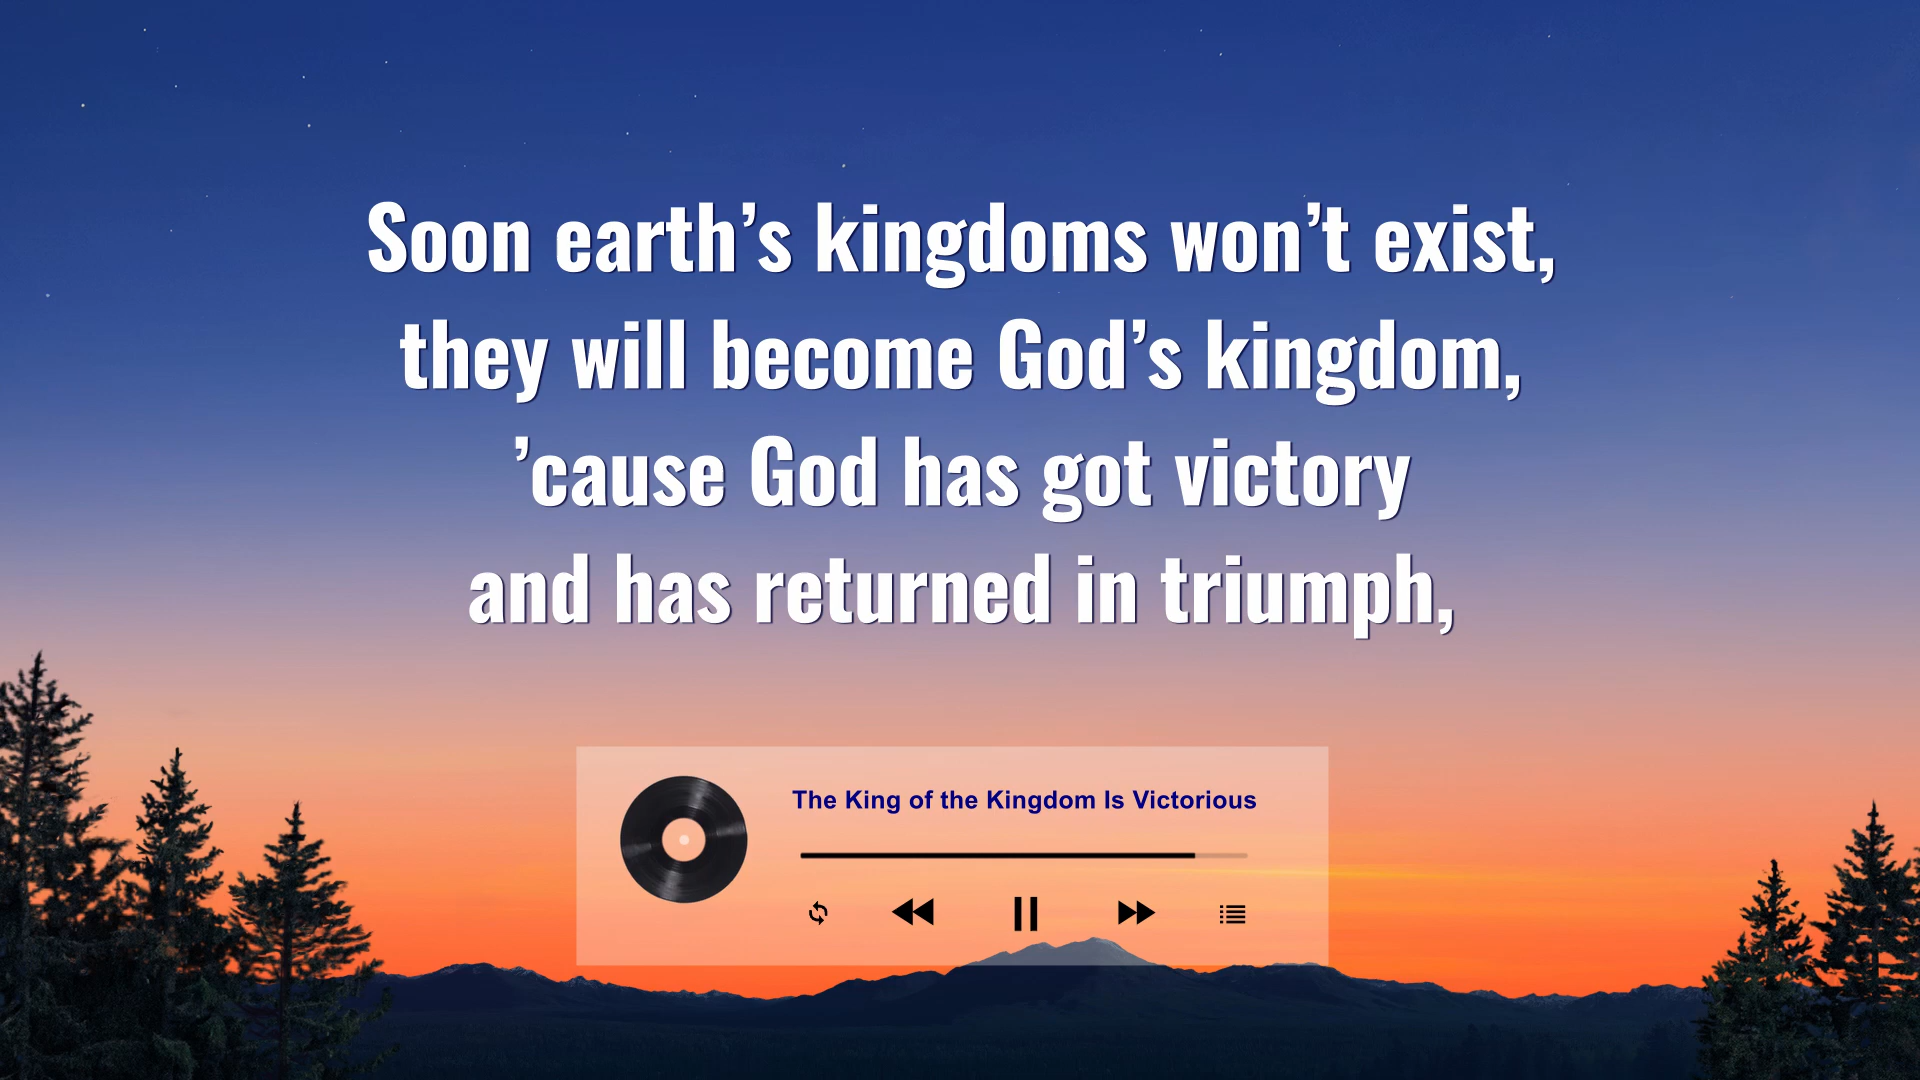 Soon earth’s kingdoms won’t exist,
they will become God’s kingdom,
’cause God has got victory
and has returned in triumph,
The King of the Kingdom Is Victorious